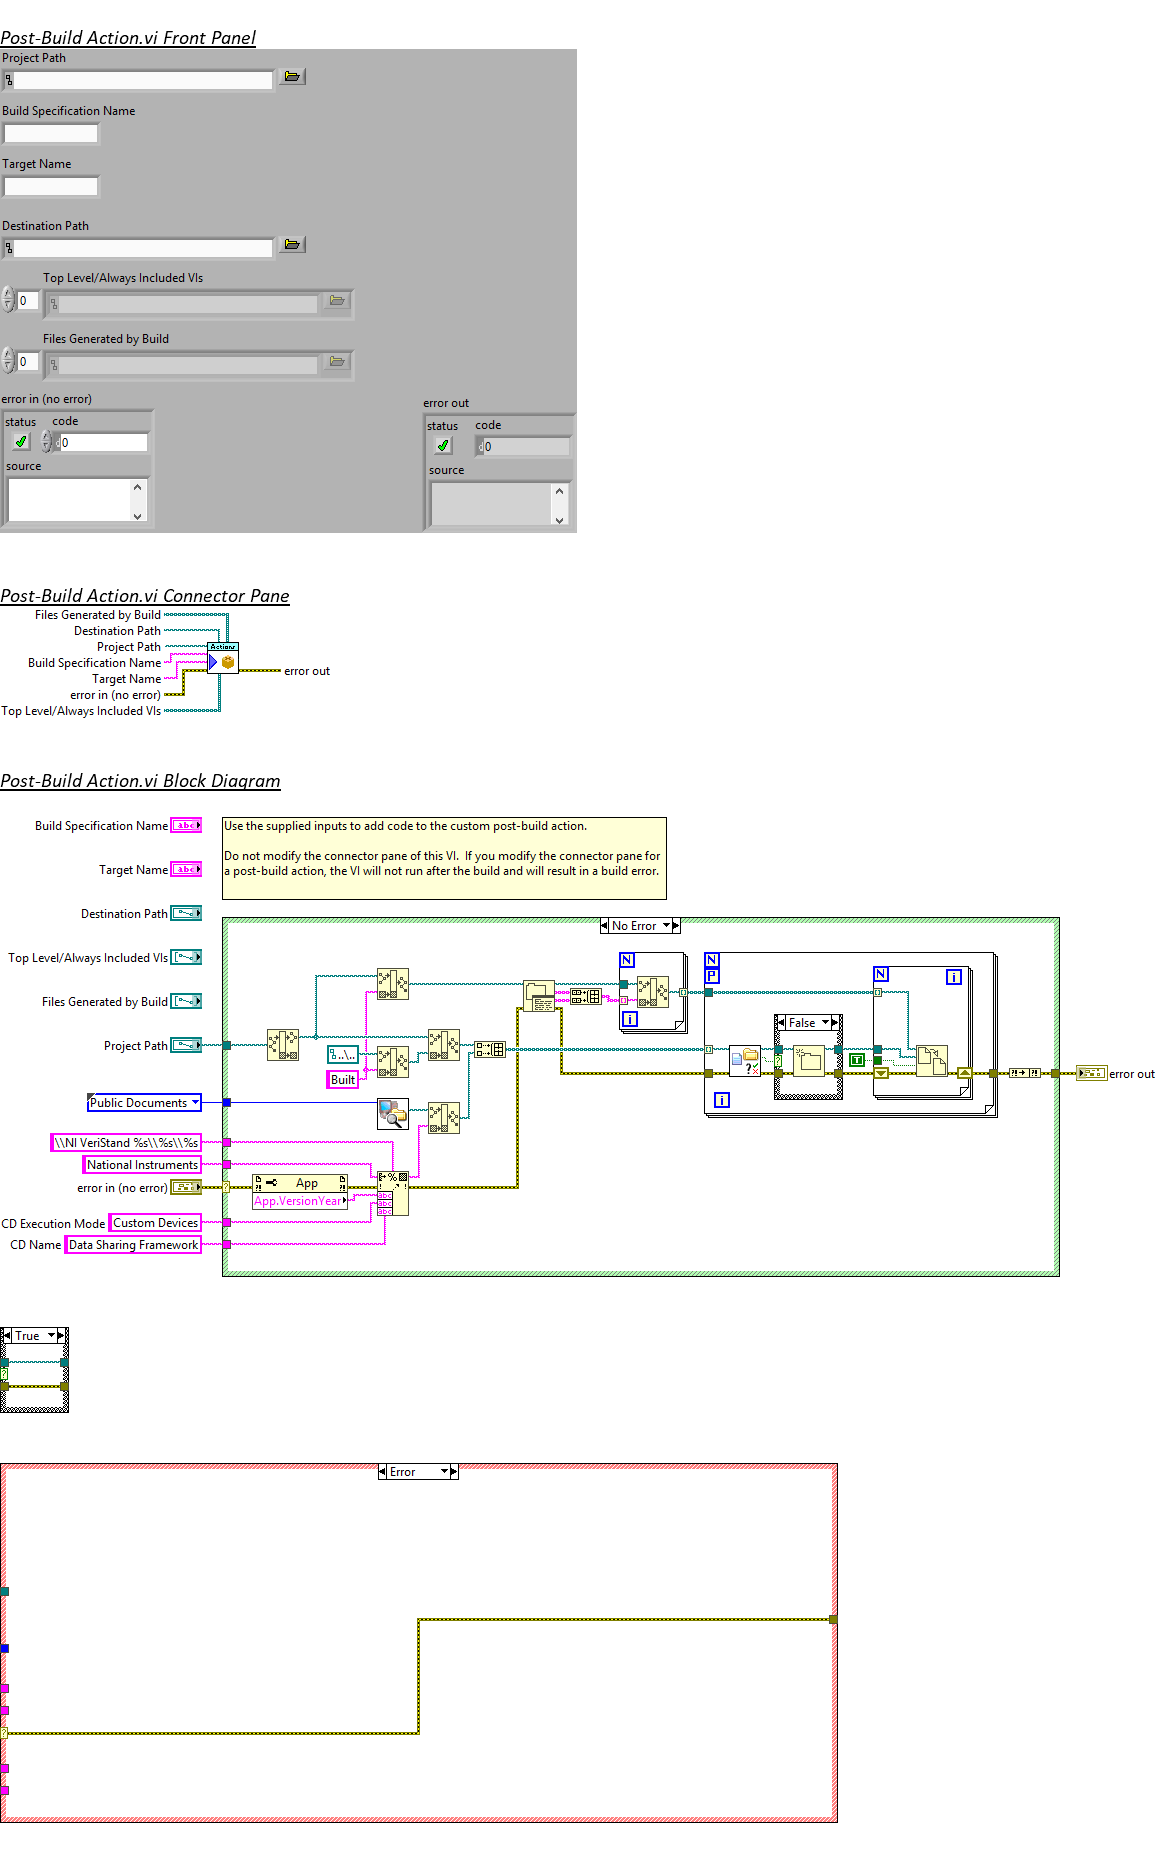 Post-Build Action.vi Front Panel
Project Path
Build Specification Name
Target Name
Destination Path
Top Level/Always Included VIs
0
Files Generated by Build
0
error in (no error)
status code
0
source
error out
status code
0
source
Post-Build Action.vi Connector Pane
Files Generated by Build
Destination Path
Project Path
Build Specification Name
Target Name
error in (no error)
Top Level/Always Included VIs
Actions
error out
Post-Build Action.vi Block Diagram
Build Specification Name
Target Name
Destination Path
Top Level/Always Included VIs
Files Generated by Build
Project Path
abc
abc
Use the supplied inputs to add code to the custom post-build action.
Do not modify the connector pane of this VI. If you modify the connector pane for
a post-build action, the VI will not run after the build and will result in a build error.
No Error
N
i
N
P
i
N
i
False
T
..\..
Built
Public Documents
\\NI VeriStand %s\\%s\\%s
National Instruments
error in (no error)
App
App.VersionYear
abc
abc
abc
CD Execution Mode Custom Devices
CD Name Data Sharing Framework
error out
True
Error